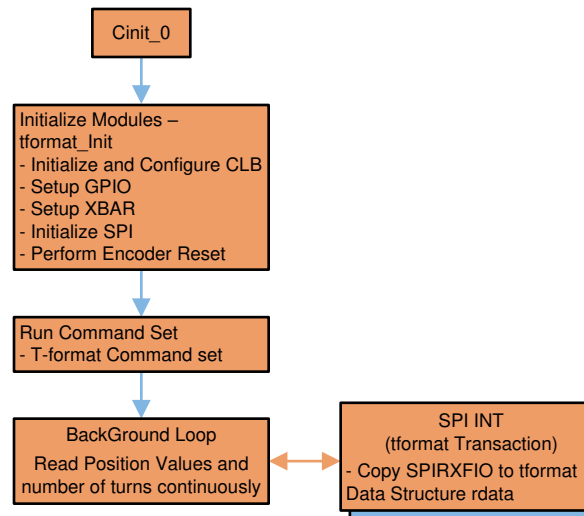 Cinit_0
Initialize Modules –
tformat_Init
- Initialize and Configure CLB
- Setup GPIO
- Setup XBAR
- Initialize SPI
- Perform Encoder Reset
Run Command Set
- T-format Command set
BackGround Loop
Read Position Values and
number of turns continuously
SPI INT
(tformat Transaction)
- Copy SPIRXFIO to tformat
Data Structure rdata